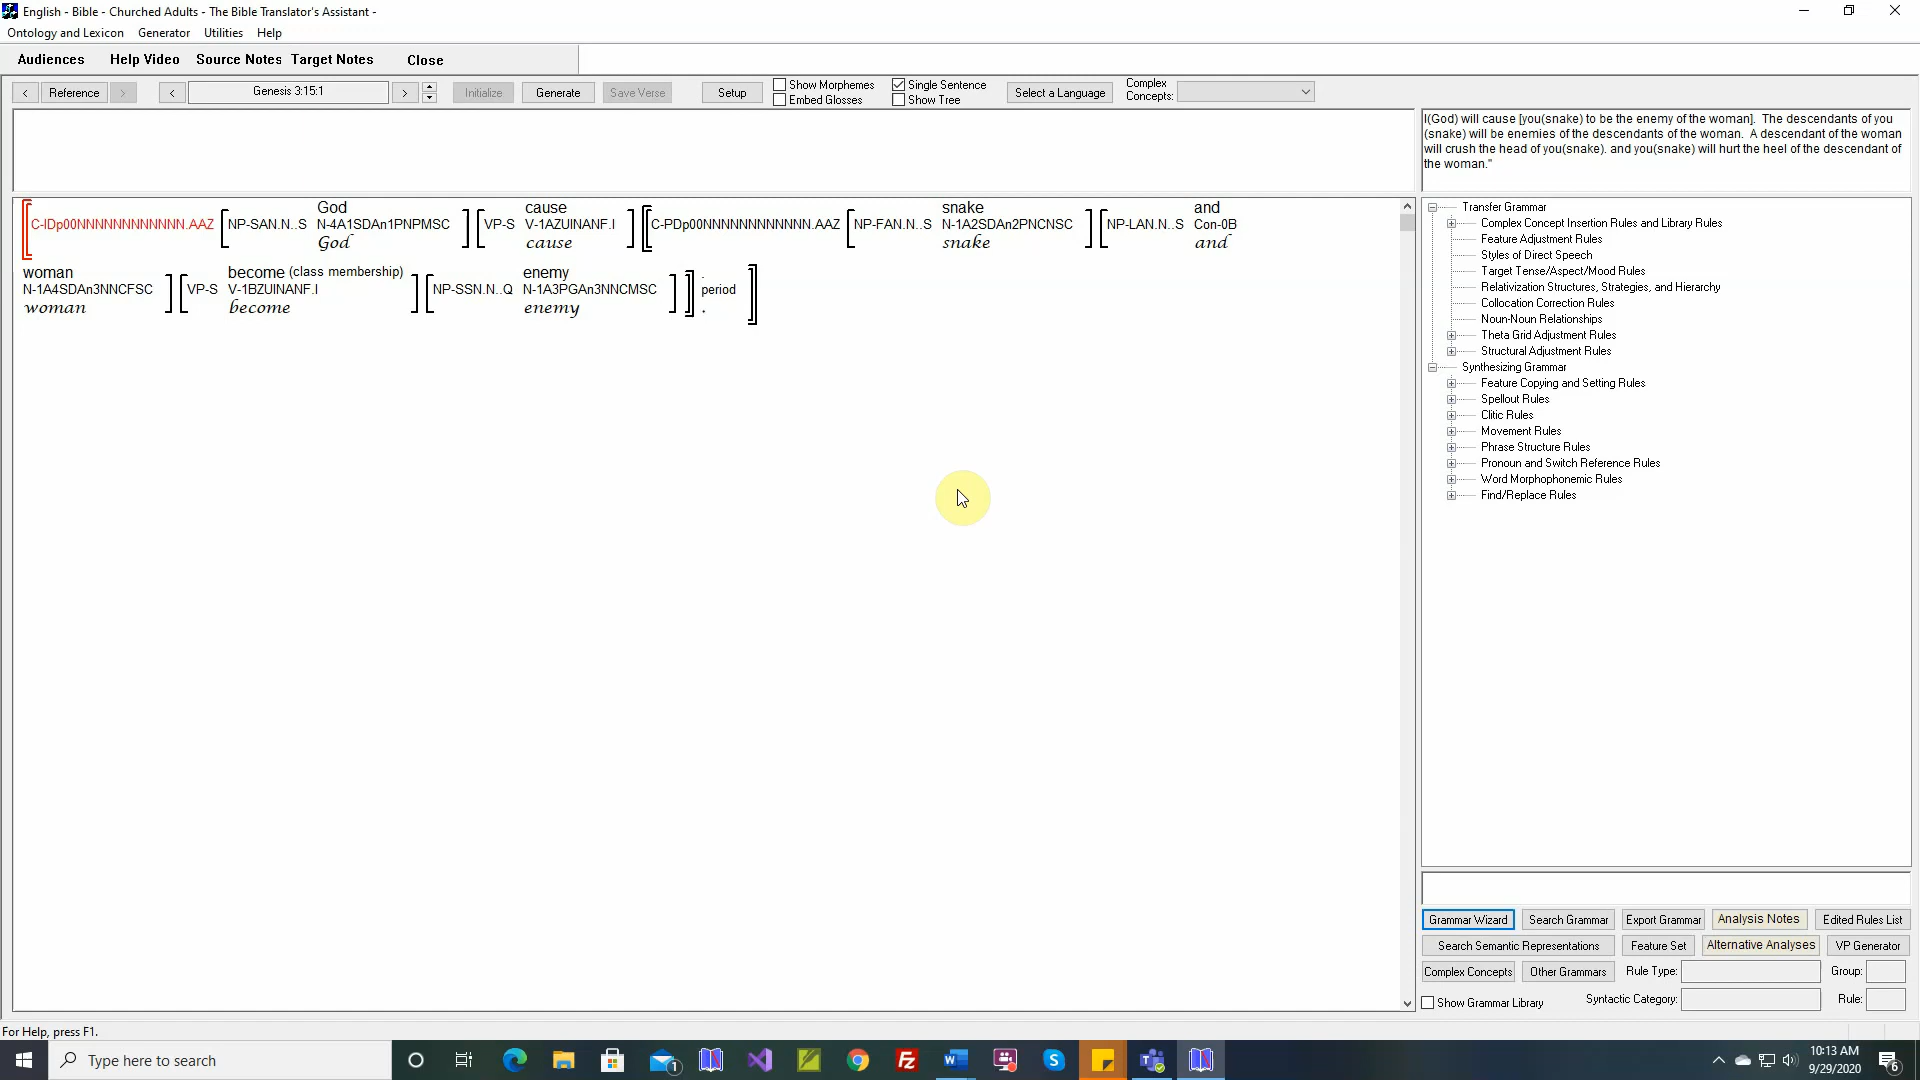 English - Bible - Churched Adults - The Bible Translator's Assistant -
Ontology and Lexicon Generator Utilities Help
Audiences Help Video Source Notes Target Notes Close
< Reference > < Genesis 3:15:1 > Initialize Generate Save Verse Setup Show Morphemes Embed Glosses Single Sentence Show Tree Select a Language Complex Concepts:
I(God) will cause [you(snake) to be the enemy of the woman]. The descendants of you
(snake) will be enemies of the descendants of the woman. A descendant of the woman
will crush the head of you(snake). and you(snake) will hurt the heel of the descendant of
the woman."
God cause snake and
C-IDp00NNNNNNNNNNNN.AAZ NP-SAN.N..S N-4A1SDAn1PNPMSC VP-S V-1AZUINANF.I C-PDp00NNNNNNNNNNNN.AAZ NP-FAN.N..S N-1A2SDAn2PNCNSC NP-LAN.N..S Con-0B
God cause snake and
woman become (class membership) enemy .
N-1A4SDAn3NNCFSC VP-S V-1BZUINANF.I NP-SSN.N..Q N-1A3PGAn3NNCMSC period
woman become enemy .
Transfer Grammar
Complex Concept Insertion Rules and Library Rules
Feature Adjustment Rules
Styles of Direct Speech
Target Tense/Aspect/Mood Rules
Relativization Structures, Strategies, and Hierarchy
Collocation Correction Rules
Noun-Noun Relationships
Theta Grid Adjustment Rules
Structural Adjustment Rules
Synthesizing Grammar
Feature Copying and Setting Rules
Spellout Rules
Clitic Rules
Movement Rules
Phrase Structure Rules
Pronoun and Switch Reference Rules
Word Morphophonemic Rules
Find/Replace Rules
Grammar Wizard Search Grammar Export Grammar Analysis Notes Edited Rules List
Search Semantic Representations Feature Set Alternative Analyses VP Generator
Complex Concepts Other Grammars Rule Type: Group:
Show Grammar Library Syntactic Category: Rule:
For Help, press F1.
Type here to search
10:13 AM
9/29/2020